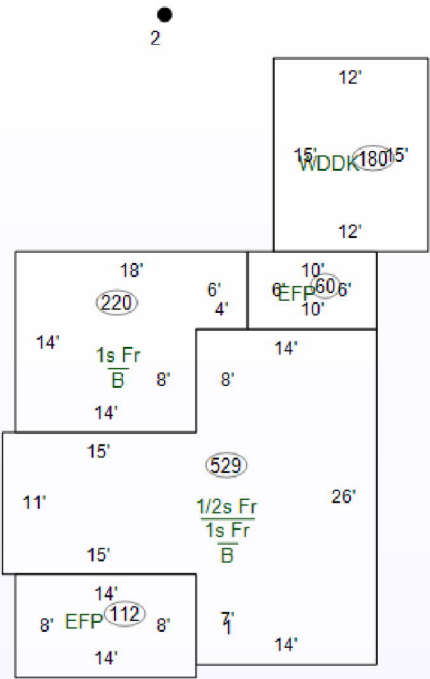 2
12'
15' WDDK 180 15'
12'
18'
10'
6' 6' EFP 60 6'
220
4' 10'
14' 14'
1s Fr
B 8' 8'
14'
15'
529
11' 26'
1/2s Fr
1s Fr
B
15'
14'
8' EFP 112 8' 7'
1
14' 14'